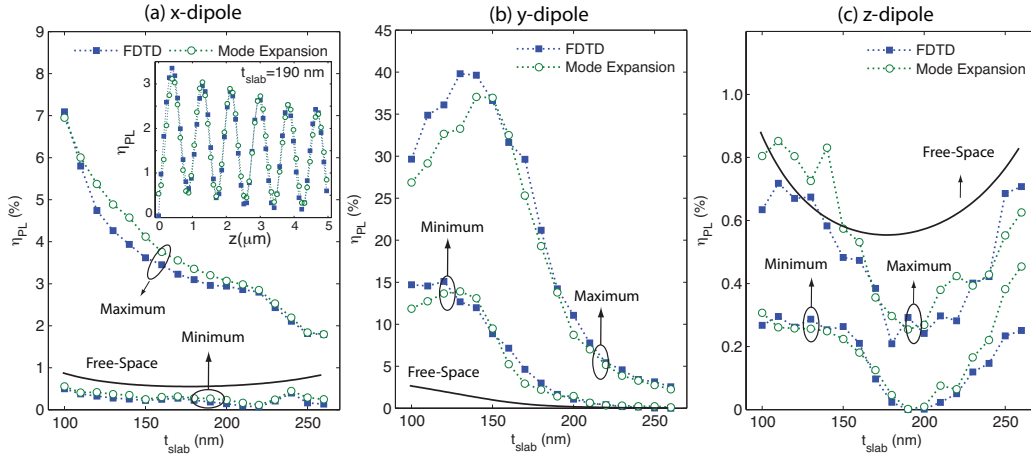 (a) x-dipole
FDTD
Mode Expansion
t_slab=190 nm
3
2
1
0
η_PL
0 1 2 3 4 5
z(μm)
9
8
7
6
5
4
3
2
1
0
η_PL (%)
Maximum
Minimum
Free-Space
100 150 200 250
t_slab (nm)
(b) y-dipole
FDTD
Mode Expansion
45
40
35
30
25
20
15
10
5
0
η_PL (%)
Minimum
Maximum
Free-Space
100 150 200 250
t_slab (nm)
(c) z-dipole
FDTD
Mode Expansion
1.2
1
0.8
0.6
0.4
0.2
0
η_PL (%)
Free-Space
Minimum
Maximum
100 150 200 250
t_slab (nm)